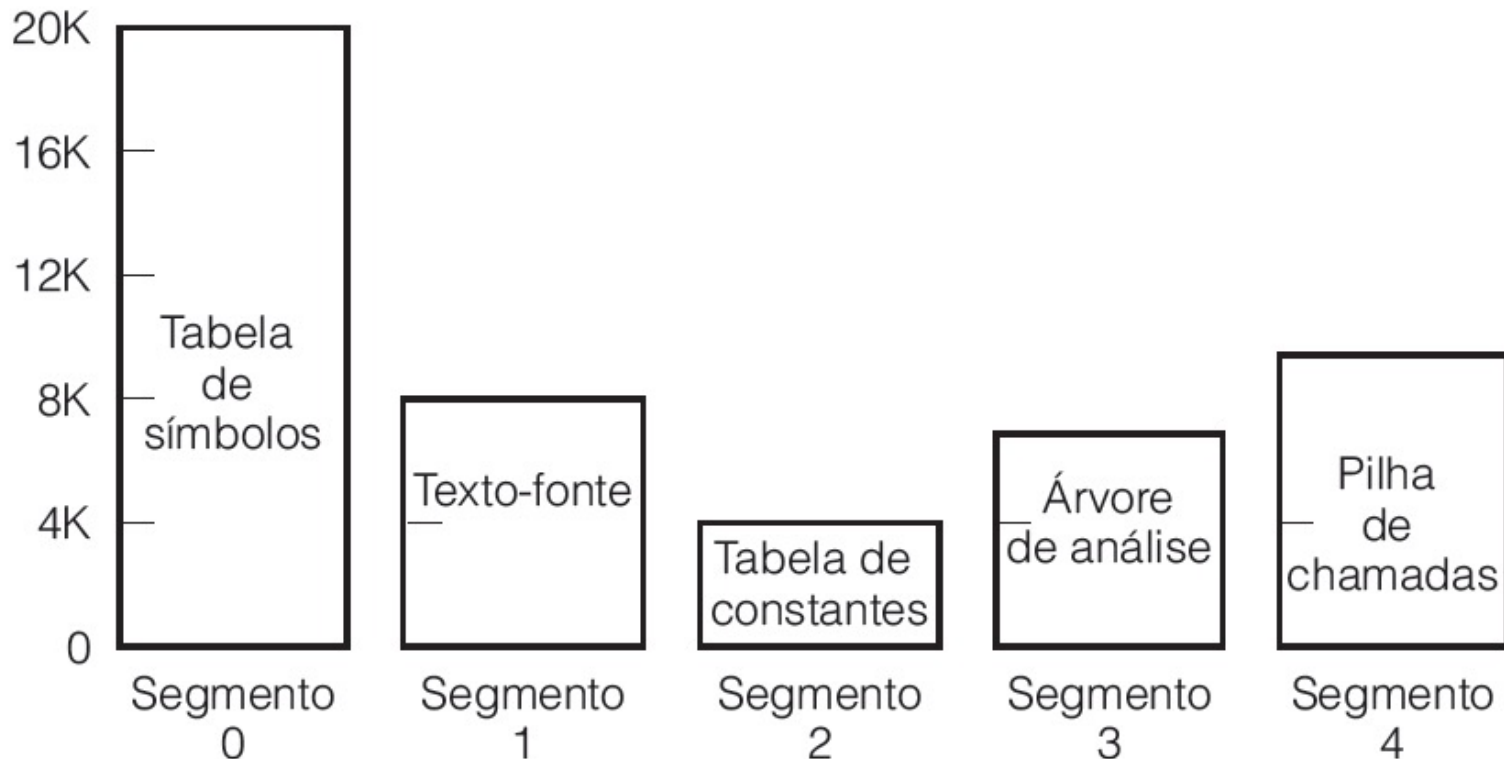 20K
16K
12K
8K
4K
0
Tabela
de
símbolos
Texto-fonte
Tabela de
constantes
Árvore
de análise
Pilha
de
chamadas
Segmento
0
Segmento
1
Segmento
2
Segmento
3
Segmento
4